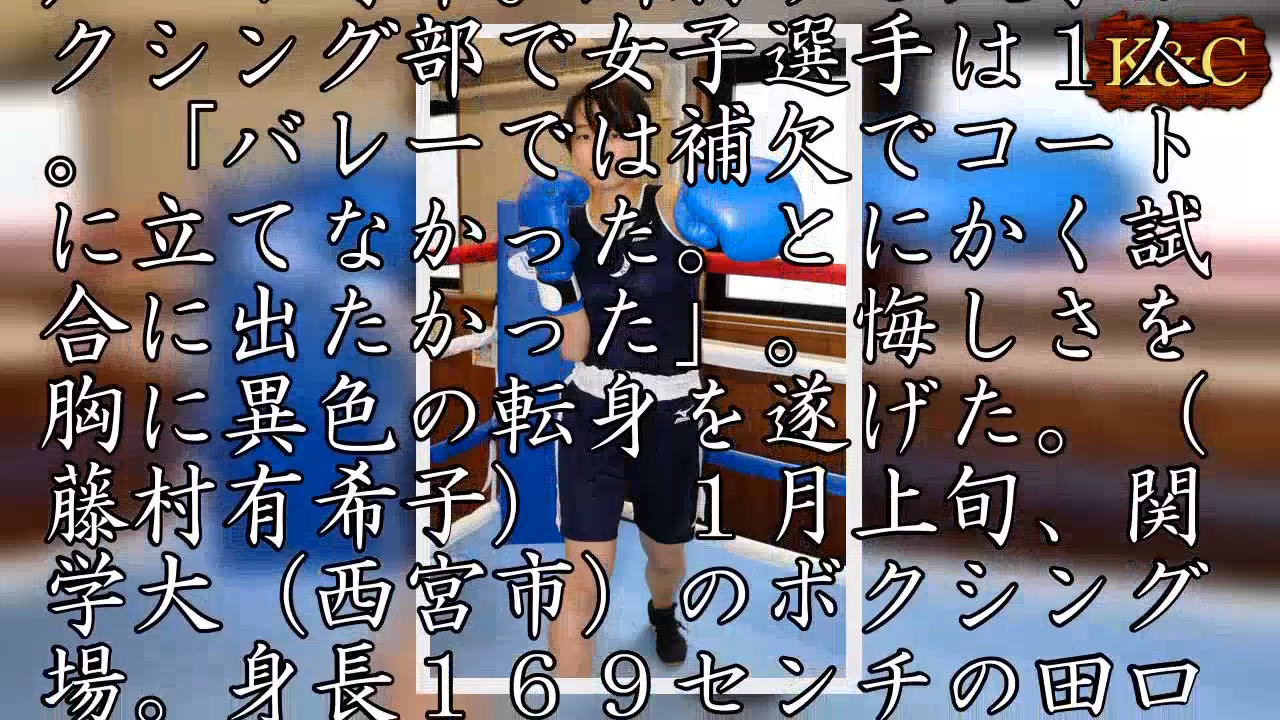 クシング部で女子選手は１人
。「バレーでは補欠でコート
に立てなかった。とにかく試
合に出たかった」。悔しさを
胸に異色の転身を遂げた。（
藤村有希子）　１月上旬、関
学大（西宮市）のボクシング
場。身長１６９センチの田口
K&C